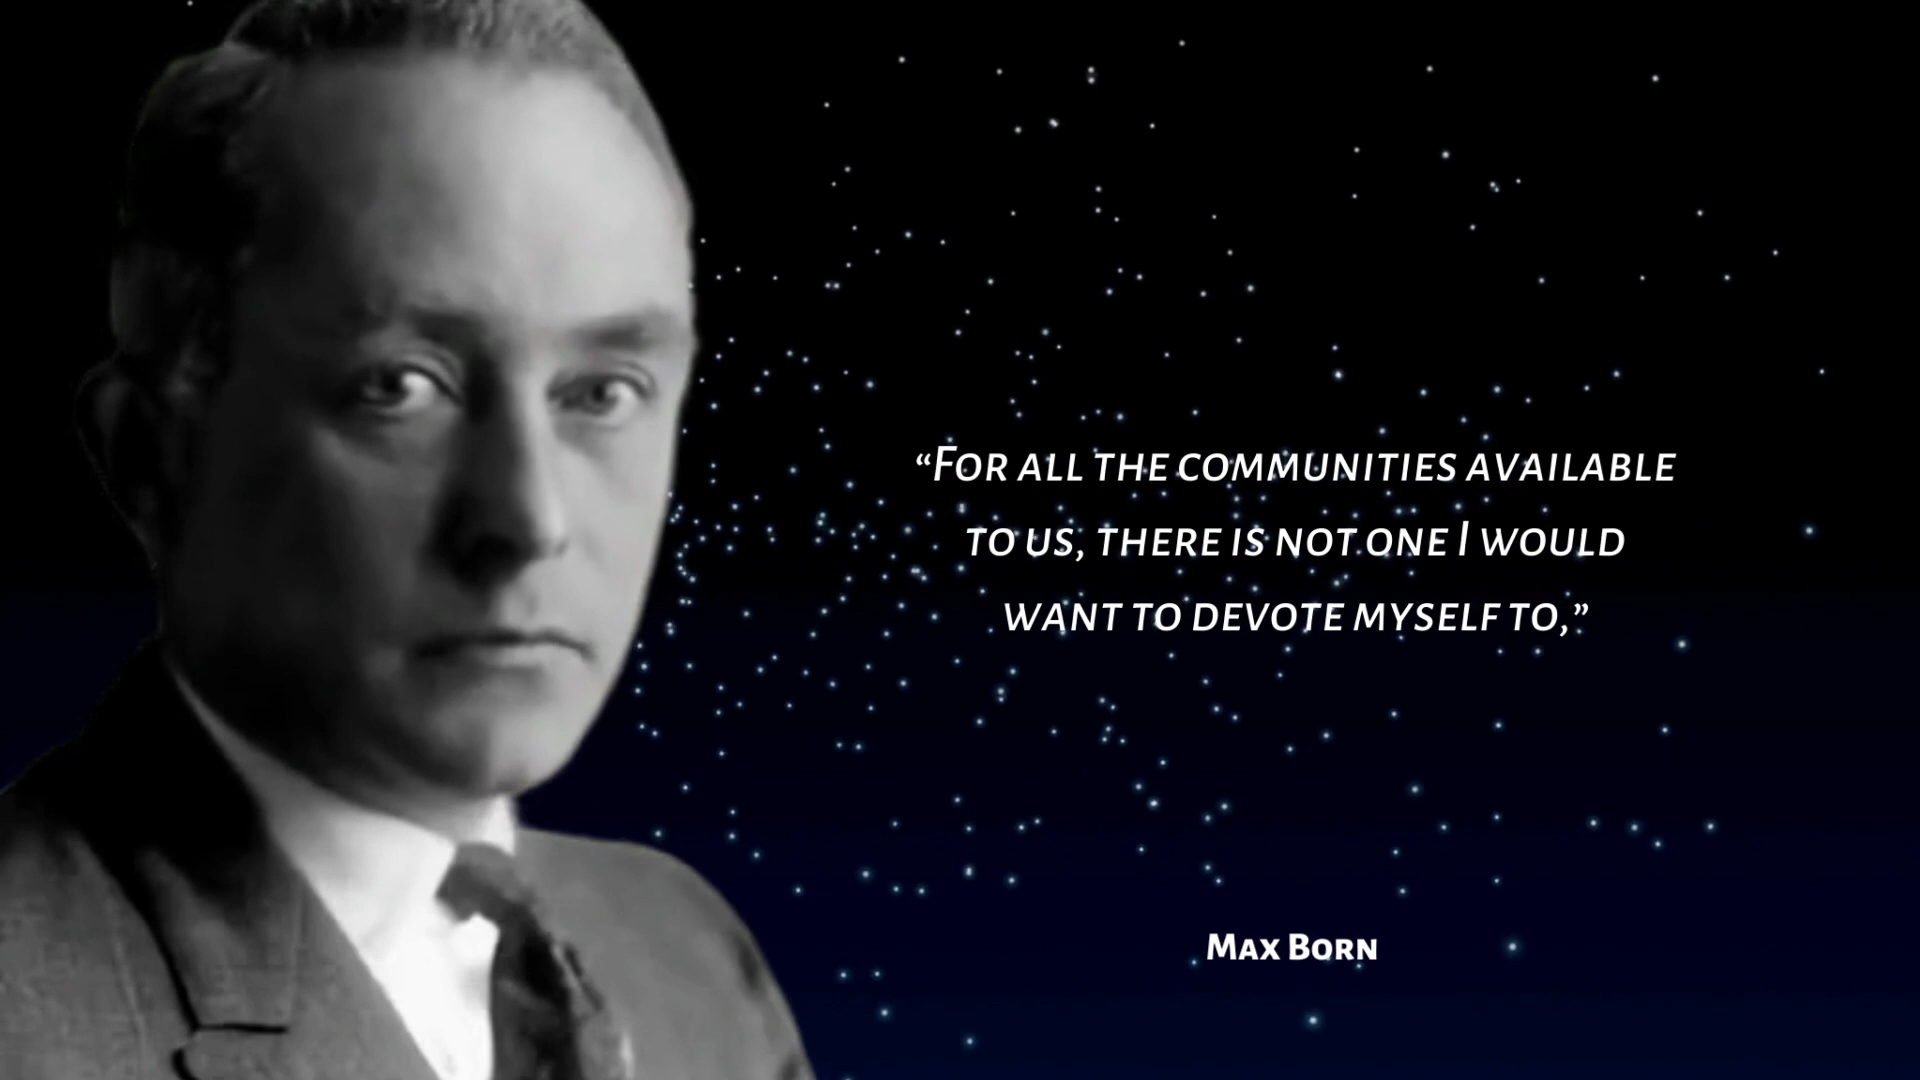 “For all the communities available
to us, there is not one I would
want to devote myself to,”
Max Born